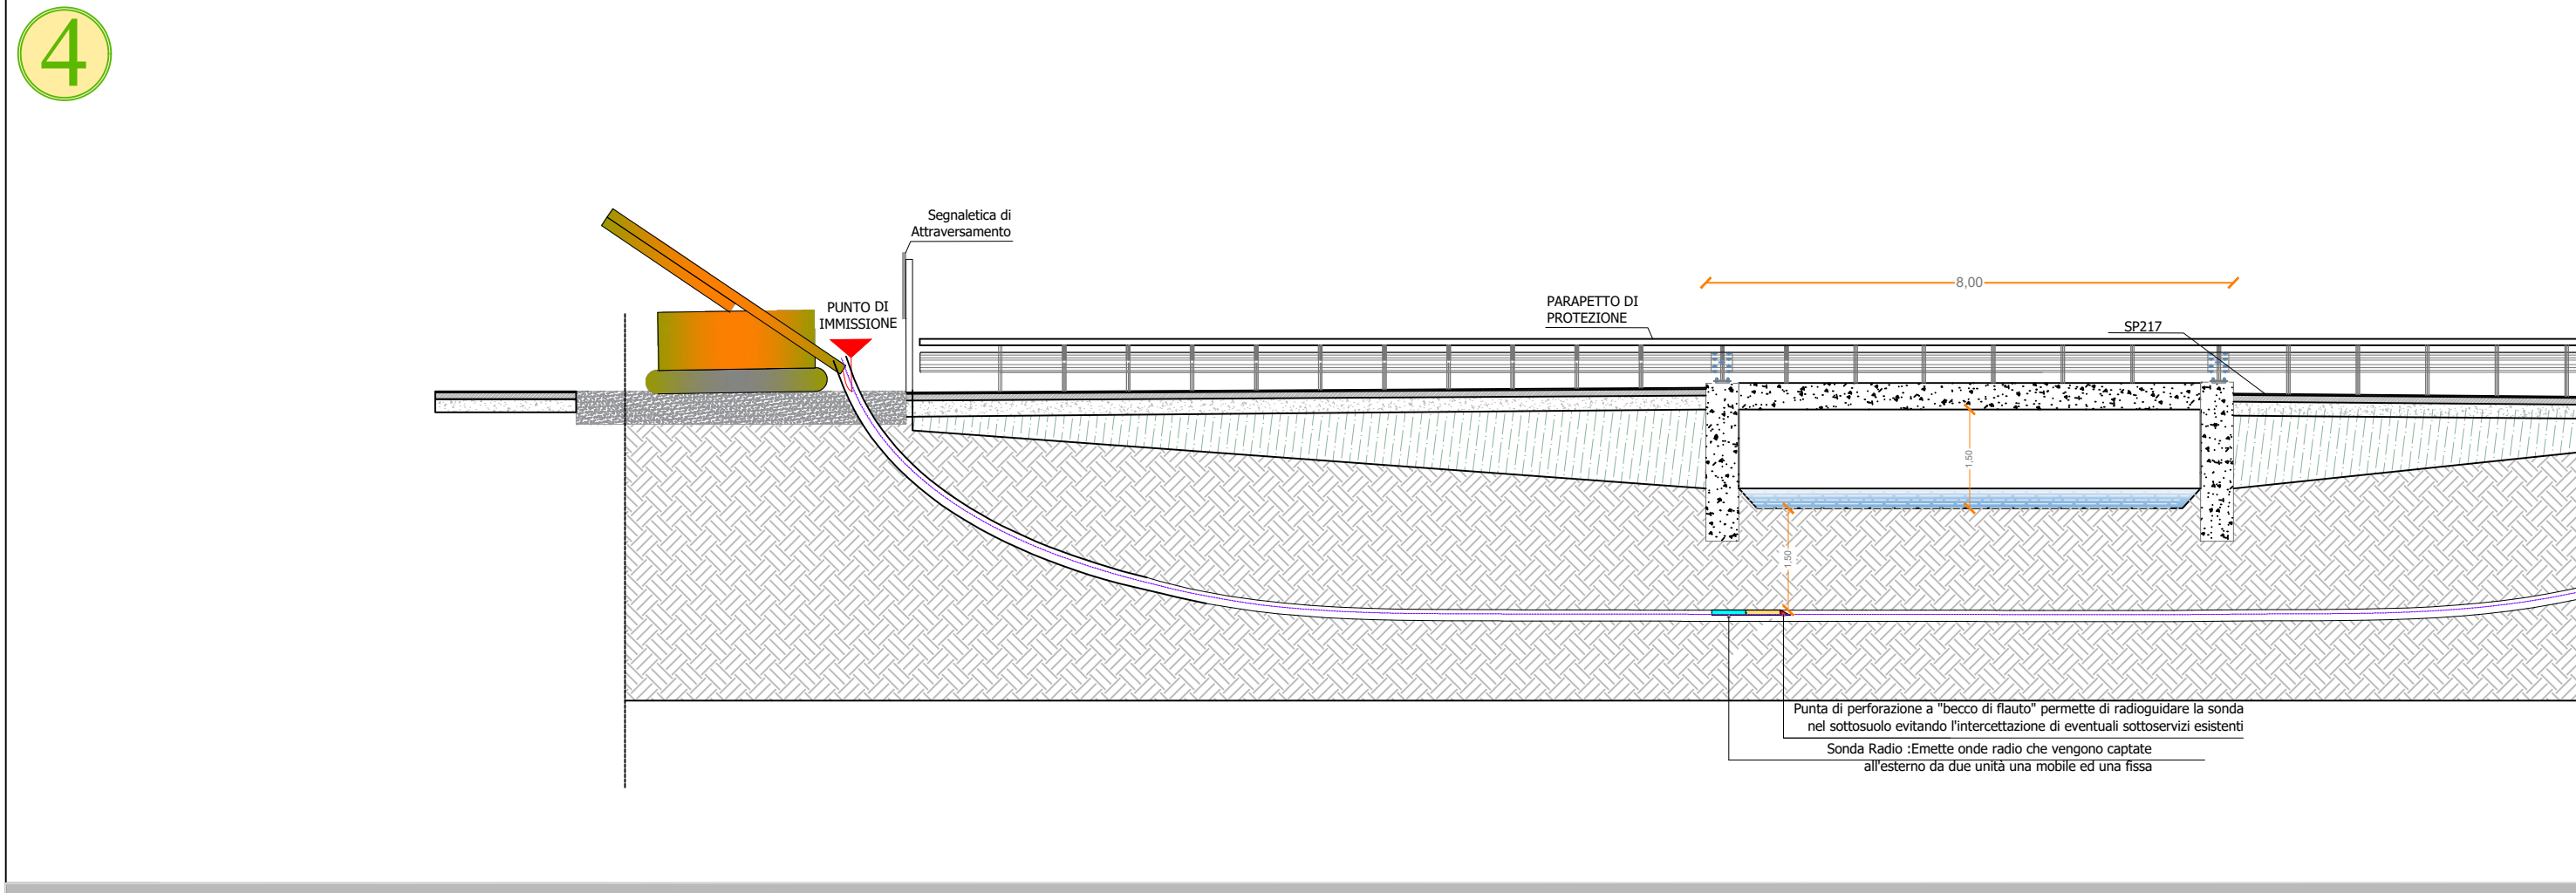 4
Segnaletica di
Attraversamento
PUNTO DI
IMMISSIONE
PARAPETTO DI
PROTEZIONE
8,00
SP217
1,50
1,50
Punta di perforazione a "becco di flauto" permette di radioguidare la sonda
nel sottosuolo evitando l'intercettazione di eventuali sottoservizi esistenti
Sonda Radio :Emette onde radio che vengono captate
all'esterno da due unità una mobile ed una fissa